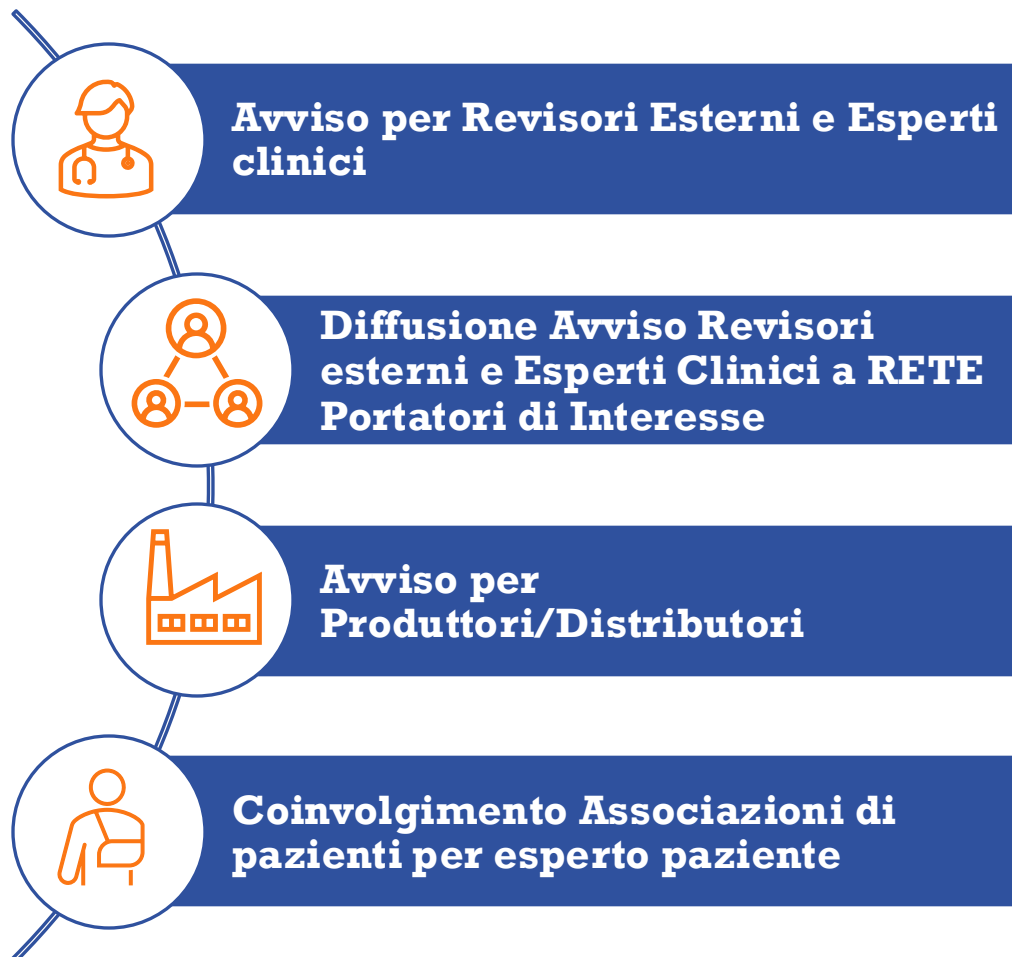 Avviso per Revisori Esterni e Esperti
clinici
Diffusione Avviso Revisori
esterni e Esperti Clinici a RETE
Portatori di Interesse
Avviso per
Produttori/Distributori
Coinvolgimento Associazioni di
pazienti per esperto paziente